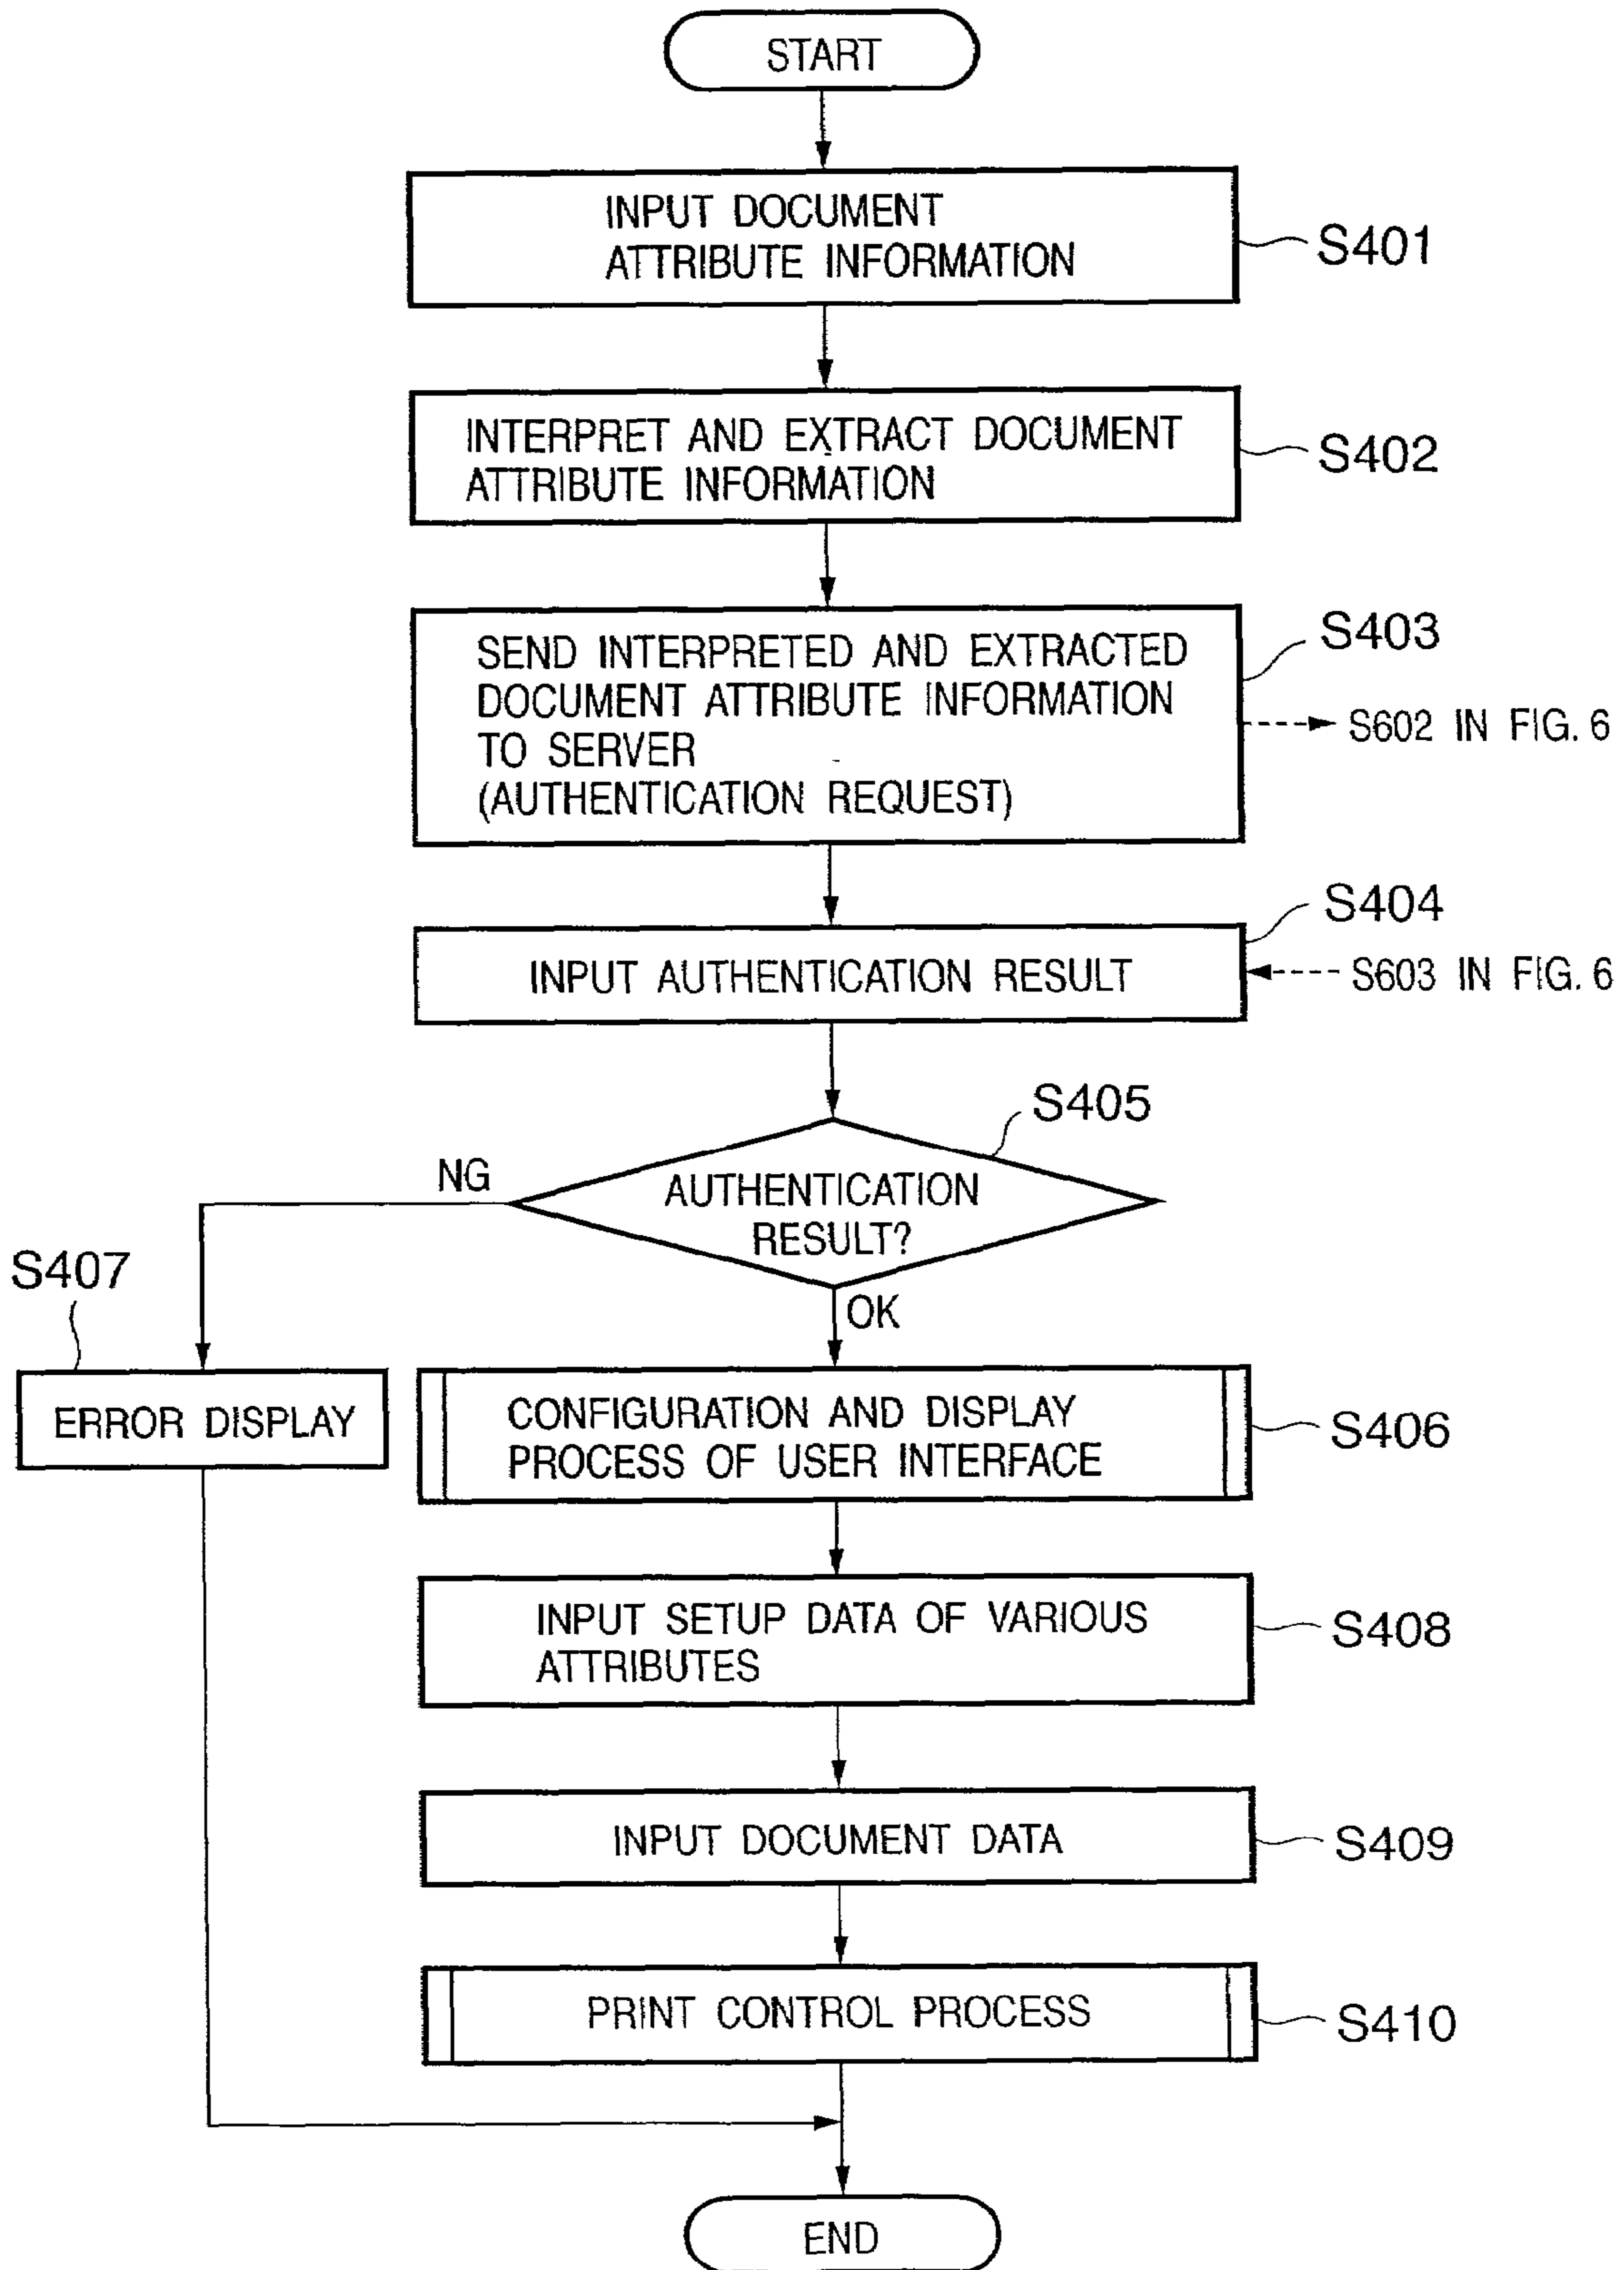 START
INPUT DOCUMENT
ATTRIBUTE INFORMATION
S401
INTERPRET AND EXTRACT DOCUMENT
ATTRIBUTE INFORMATION
S402
SEND INTERPRETED AND EXTRACTED
DOCUMENT ATTRIBUTE INFORMATION
TO SERVER
(AUTHENTICATION REQUEST)
S403
S602 IN FIG. 6
INPUT AUTHENTICATION RESULT
S404
S603 IN FIG. 6
S405
AUTHENTICATION
RESULT?
NG
OK
S407
ERROR DISPLAY
CONFIGURATION AND DISPLAY
PROCESS OF USER INTERFACE
S406
INPUT SETUP DATA OF VARIOUS
ATTRIBUTES
S408
INPUT DOCUMENT DATA
S409
PRINT CONTROL PROCESS
S410
END